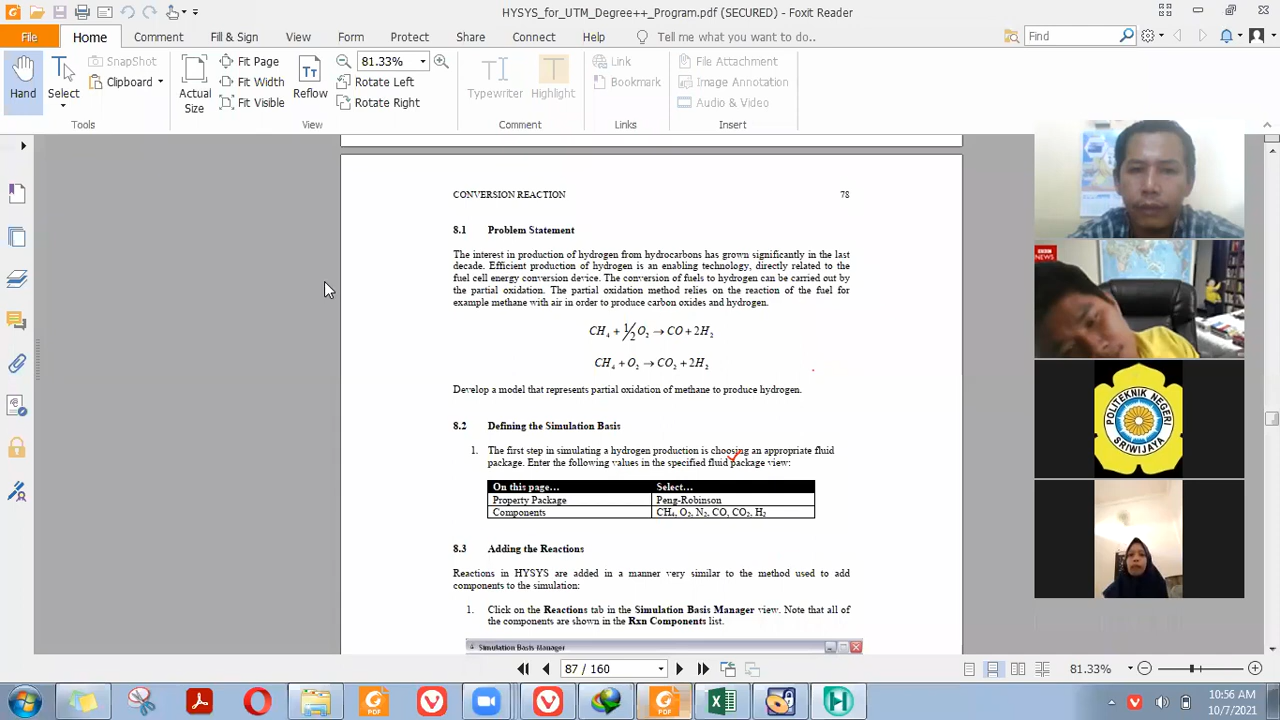 HYSYS_for_UTM_Degree++_Program.pdf (SECURED) - Foxit Reader
File Home Comment Fill & Sign View Form Protect Share Connect Help Tell me what you want to do.. Find
Hand
Select
SnapShot
Clipboard
Actual
Size
Fit Page
Fit Width
Fit Visible
Reflow
81.33%
Rotate Left
Rotate Right
Typewriter
Highlight
Link
Bookmark
File Attachment
Image Annotation
Audio & Video
Tools View Comment Links Insert
CONVERSION REACTION 78
8.1 Problem Statement
The interest in production of hydrogen from hydrocarbons has grown significantly in the last
decade. Efficient production of hydrogen is an enabling technology, directly related to the
fuel cell energy conversion device. The conversion of fuels to hydrogen can be carried out by
the partial oxidation. The partial oxidation method relies on the reaction of the fuel for
example methane with air in order to produce carbon oxides and hydrogen.
CH₄ + ½O₂ → CO + 2H₂
CH₄ + O₂ → CO₂ + 2H₂
Develop a model that represents partial oxidation of methane to produce hydrogen.
8.2 Defining the Simulation Basis
1. The first step in simulating a hydrogen production is choosing an appropriate fluid
package. Enter the following values in the specified fluid package view:
On this page... Select...
Property Package Peng-Robinson
Components CH₄, O₂, N₂, CO, CO₂, H₂
8.3 Adding the Reactions
Reactions in HYSYS are added in a manner very similar to the method used to add
components to the simulation:
1. Click on the Reactions tab in the Simulation Basis Manager view. Note that all of
the components are shown in the Rxn Components list.
Simulation Basis Manager
BBC
NEWS
POLITEKNIK NEGERI
SRIWIJAYA
87 / 160
81.33%
10:56 AM
10/7/2021